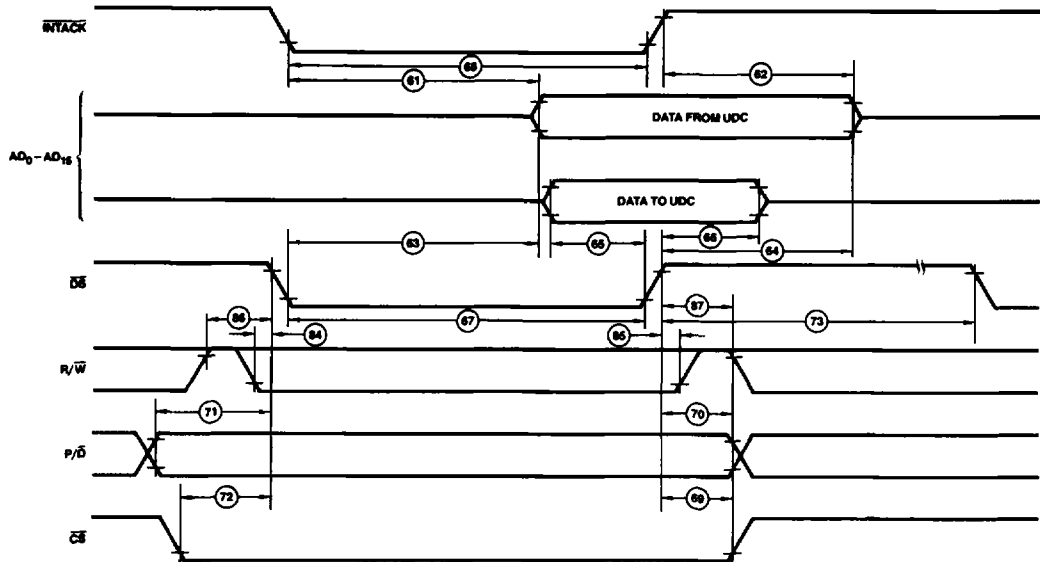 INTACK
68
61
62
DATA FROM UDC
AD0–AD15
DATA TO UDC
63
65
66
64
DS
67
87
73
86
84
85
R/W
71
70
P/D
72
69
CS